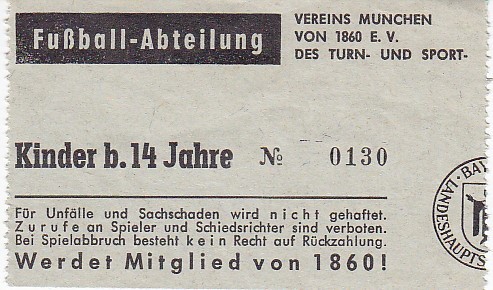 Fußball-Abteilung
VEREINS MUNCHEN
VON 1860 E. V.
DES TURN- UND SPORT-
Kinder b. 14 Jahre № 0130
Für Unfälle und Sachschaden wird nicht gehaftet.
Zurufe an Spieler und Schiedsrichter sind verboten.
Bei Spielabbruch besteht kein Recht auf Rückzahlung.
Werdet Mitglied von 1860!